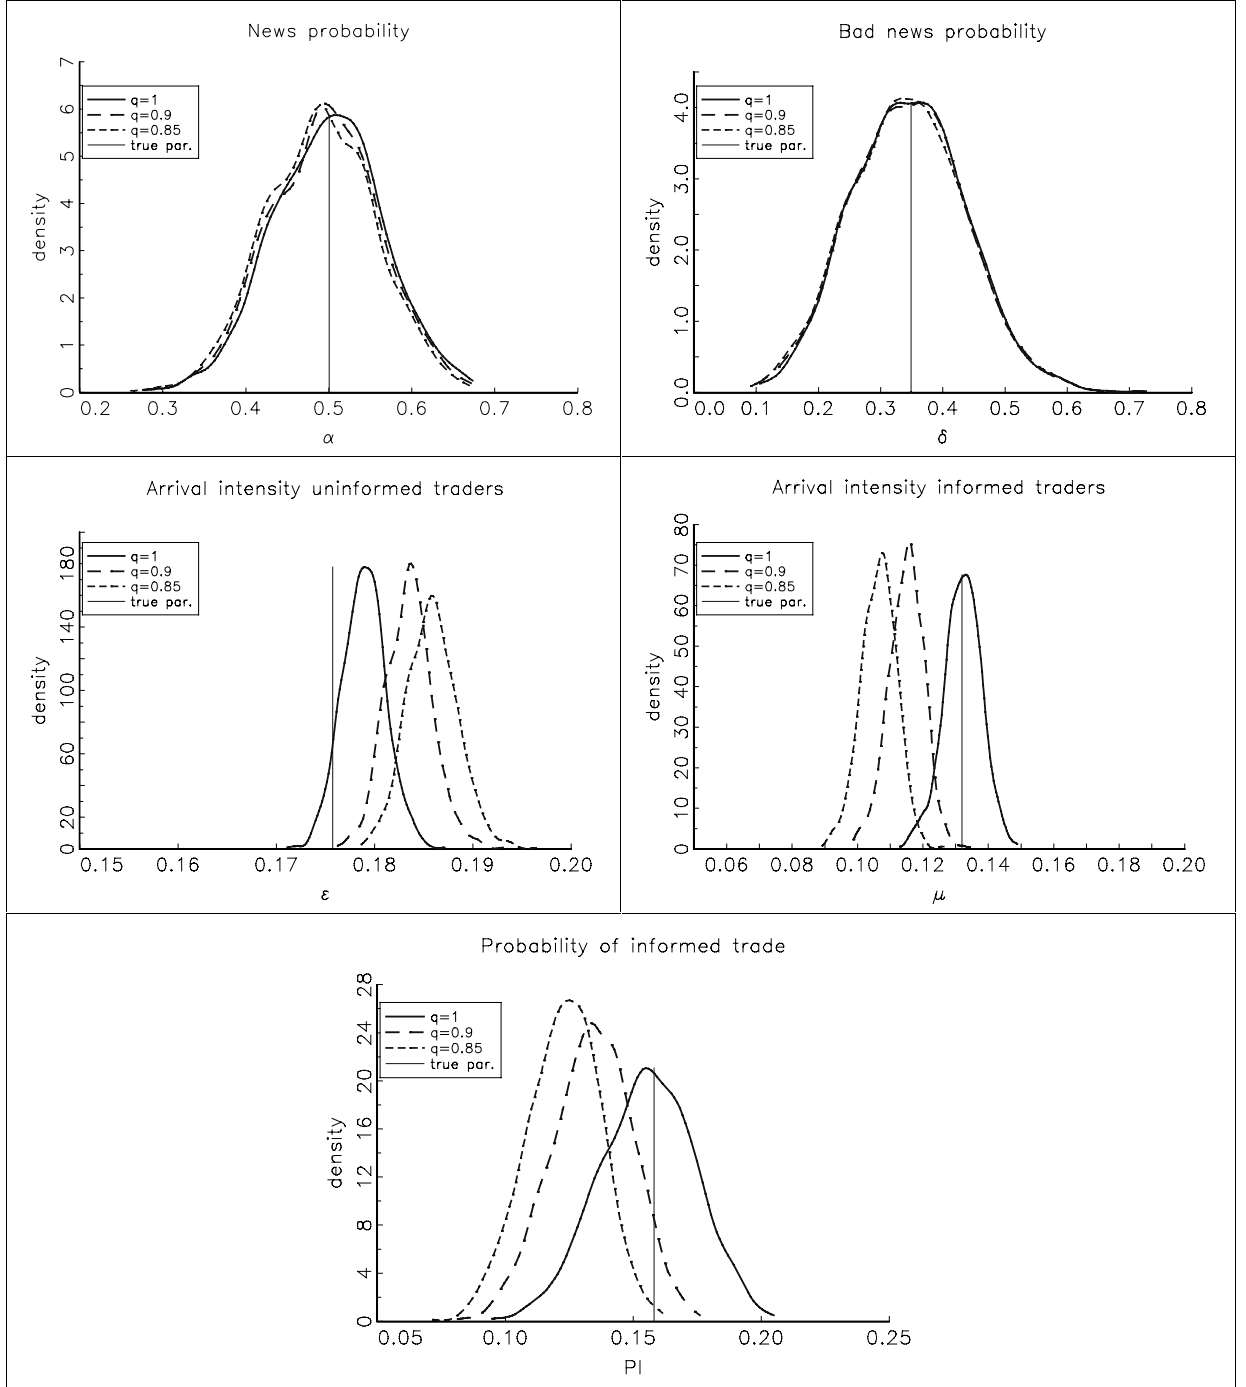 News probability
7
6
5
4
3
2
1
0
density
q=1
q=0.9
q=0.85
true par.
0.2 0.3 0.4 0.5 0.6 0.7 0.8
α
Bad news probability
4.0
3.0
2.0
1.0
0.0
density
q=1
q=0.9
q=0.85
true par.
0.0 0.1 0.2 0.3 0.4 0.5 0.6 0.7 0.8
δ
Arrival intensity uninformed traders
180
140
100
60
20
0
density
q=1
q=0.9
q=0.85
true par.
0.15 0.16 0.17 0.18 0.19 0.20
ε
Arrival intensity informed traders
80
70
60
50
40
30
20
10
0
density
q=1
q=0.9
q=0.85
true par.
0.06 0.08 0.10 0.12 0.14 0.16 0.18 0.20
μ
Probability of informed trade
28
24
20
16
12
8
4
0
density
q=1
q=0.9
q=0.85
true par.
0.05 0.10 0.15 0.20 0.25
PI